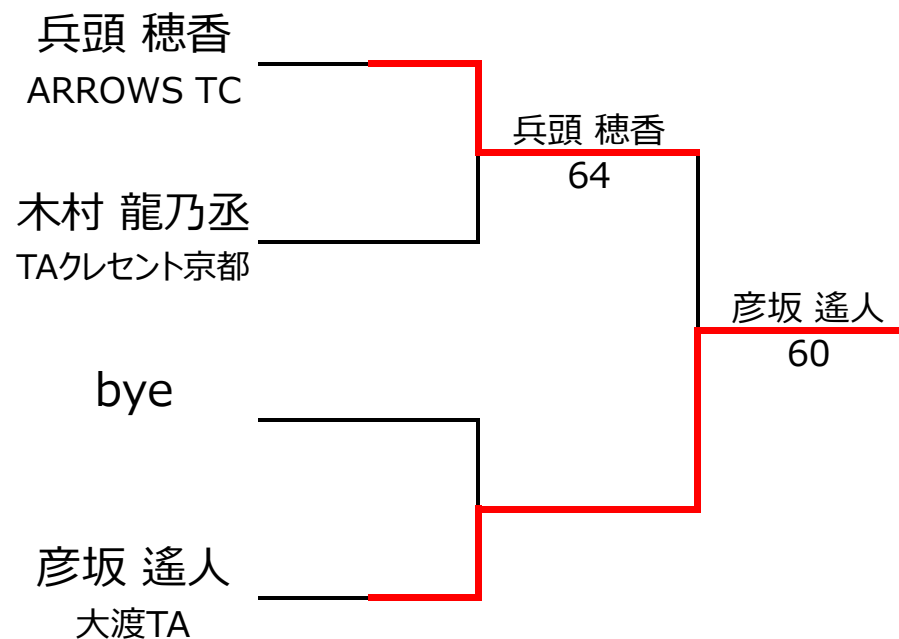 兵頭 穂香
ARROWS TC
兵頭 穂香
64
木村 龍乃丞
TAクレセント京都
彦坂 遙人
60
bye
彦坂 遙人
大渡TA